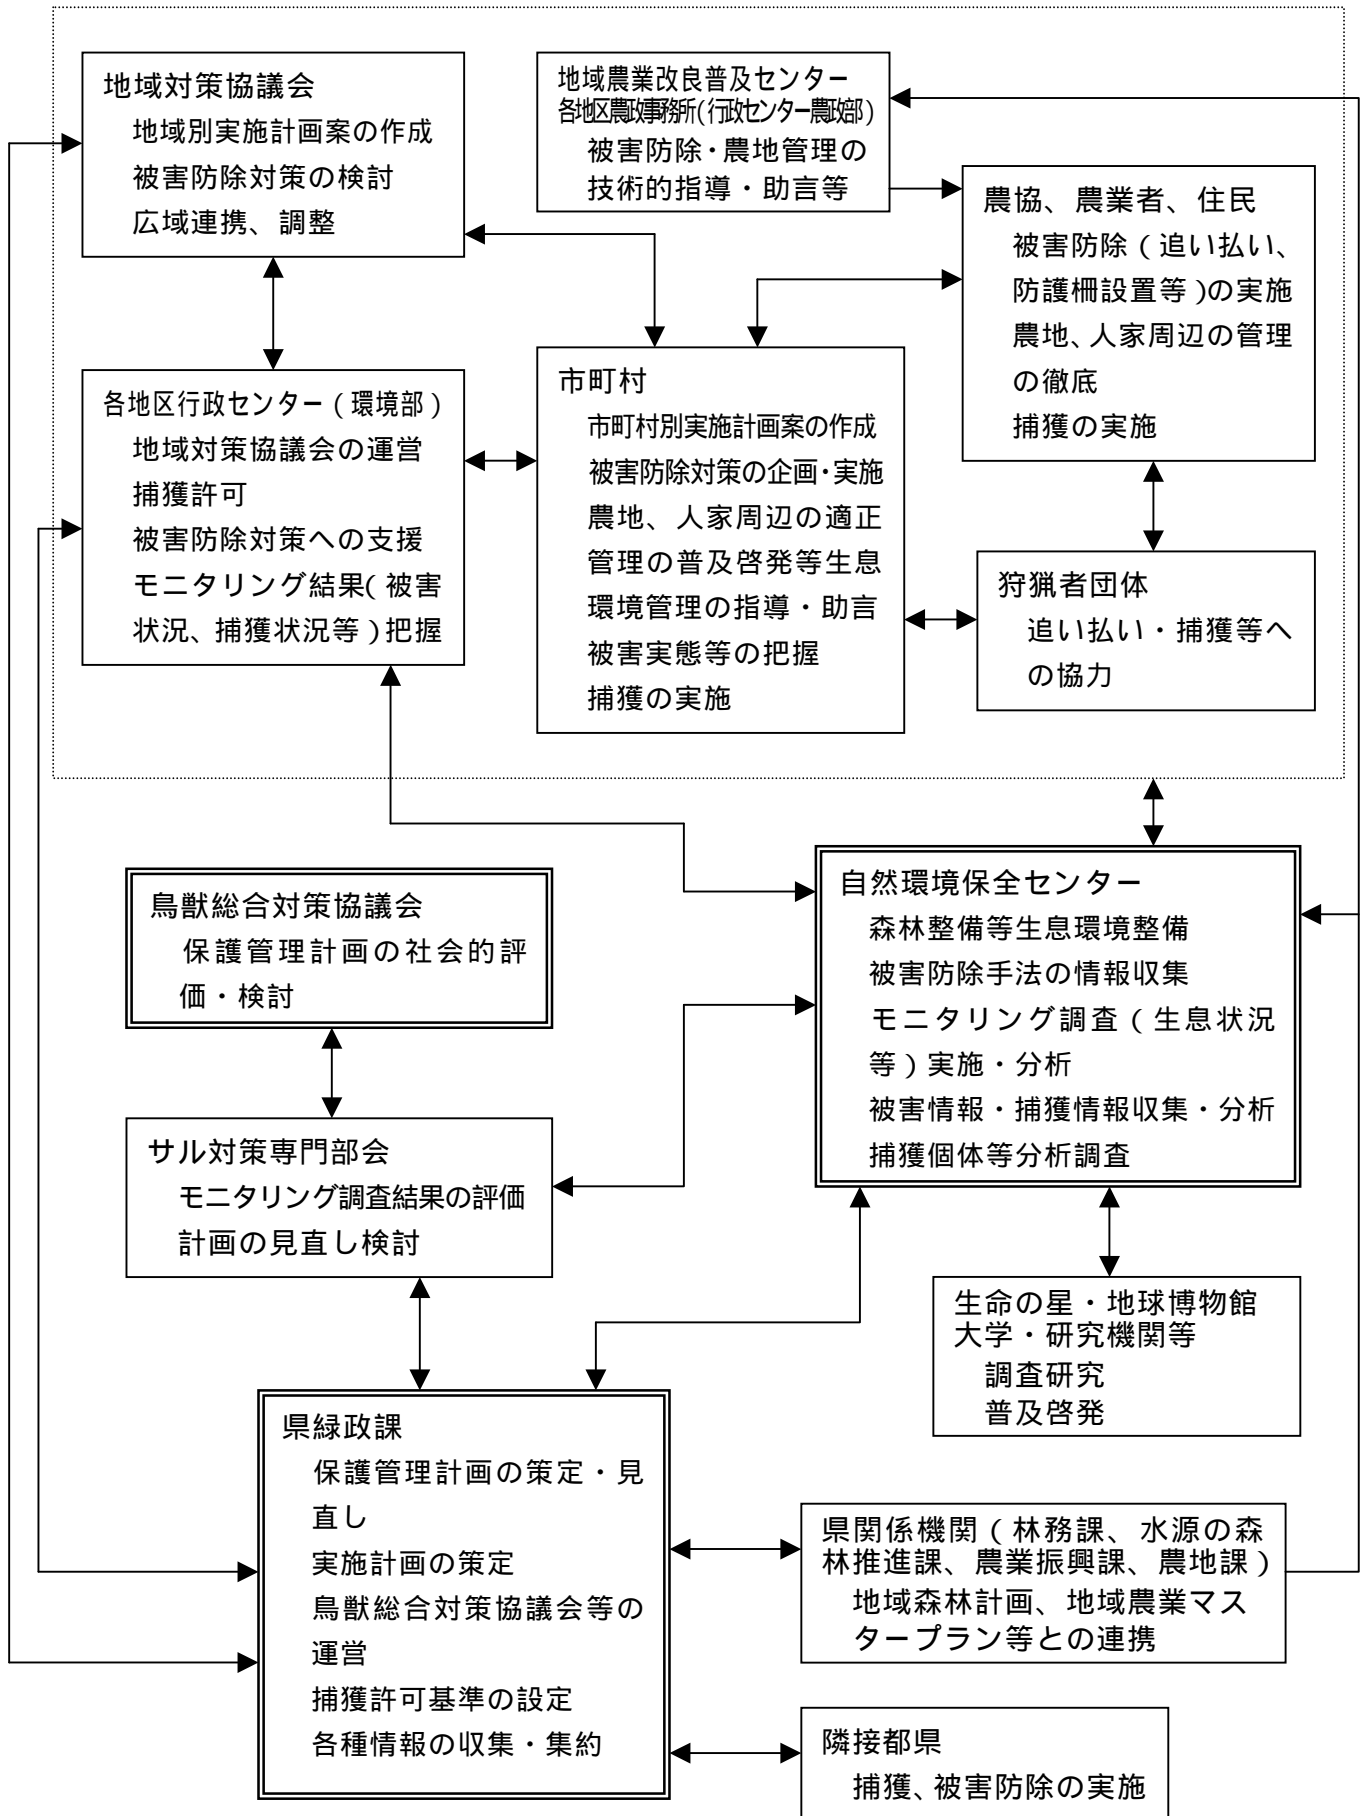 地域対策協議会
地域別実施計画案の作成
被害防除対策の検討
広域連携、調整
地域農業改良普及センター
各地区農政事務所(行政センター農政部)
被害防除・農地管理の
技術的指導・助言等
農協、農業者、住民
被害防除（追い払い、
防護柵設置等）の実施
農地、人家周辺の管理
の徹底
捕獲の実施
各地区行政センター（環境部）
地域対策協議会の運営
捕獲許可
被害防除対策への支援
モニタリング結果(被害
状況、捕獲状況等)把握
市町村
市町村別実施計画案の作成
被害防除対策の企画・実施
農地、人家周辺の適正
管理の普及啓発等生息
環境管理の指導・助言
被害実態等の把握
捕獲の実施
狩猟者団体
追い払い・捕獲等へ
の協力
鳥獣総合対策協議会
保護管理計画の社会的評
価・検討
自然環境保全センター
森林整備等生息環境整備
被害防除手法の情報収集
モニタリング調査（生息状況
等）実施・分析
被害情報・捕獲情報収集・分析
捕獲個体等分析調査
サル対策専門部会
モニタリング調査結果の評価
計画の見直し検討
生命の星・地球博物館
大学・研究機関等
調査研究
普及啓発
県緑政課
保護管理計画の策定・見
直し
実施計画の策定
鳥獣総合対策協議会等の
運営
捕獲許可基準の設定
各種情報の収集・集約
県関係機関（林務課、水源の森
林推進課、農業振興課、農地課）
地域森林計画、地域農業マス
タープラン等との連携
隣接都県
捕獲、被害防除の実施